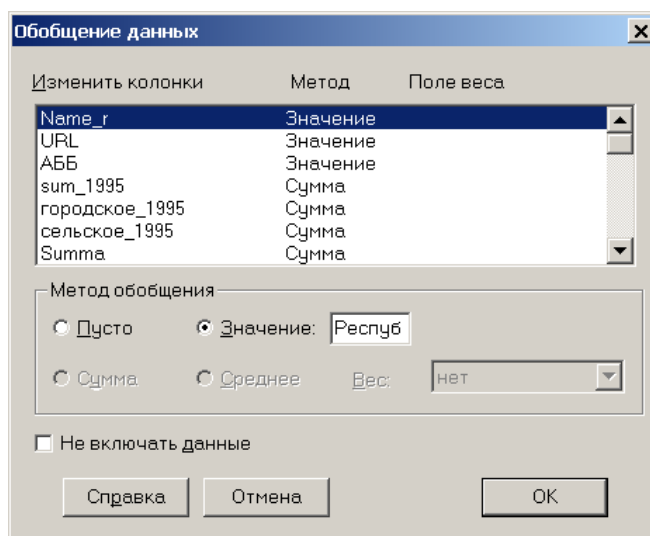 Обобщение данных
Изменить колонки Метод Поле веса
Name_r Значение
URL Значение
АББ Значение
sum_1995 Сумма
городское_1995 Сумма
сельское_1995 Сумма
Summa Сумма
Метод обобщения
Пусто Значение: Респуб
Сумма Среднее Вес: нет
Не включать данные
Справка Отмена OK